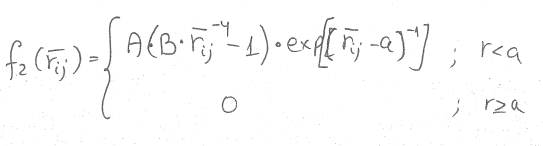 f₂(r̄ᵢⱼ) = { A(B·r̄ᵢⱼ⁻⁴ - 1)·exp[[r̄ᵢⱼ - a)⁻¹] ; r<a
0 ; r≥a